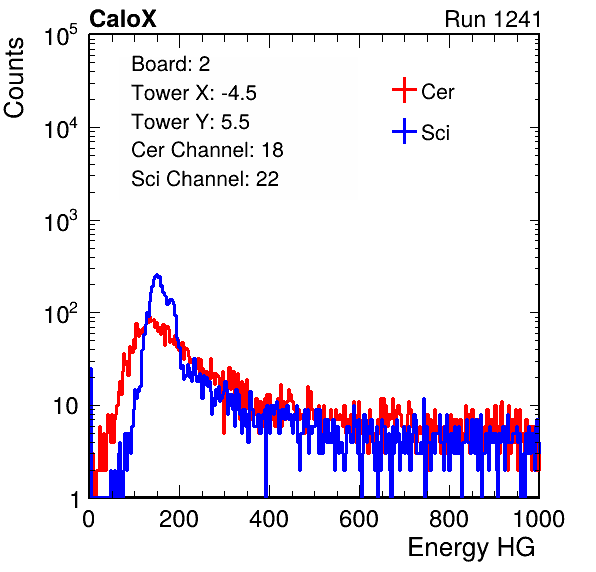 CaloX Run 1241
Counts
Board: 2
Tower X: -4.5
Tower Y: 5.5
Cer Channel: 18
Sci Channel: 22
Cer
Sci
10^5
10^4
10^3
10^2
10
1
0 200 400 600 800 1000
Energy HG